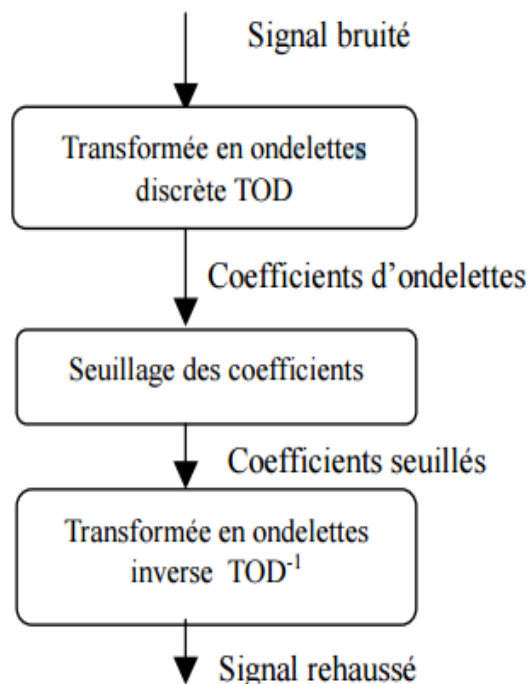 Signal bruité
Transformée en ondelettes
discrète TOD
Coefficients d'ondelettes
Seuillage des coefficients
Coefficients seuillés
Transformée en ondelettes
inverse TOD⁻¹
Signal rehaussé